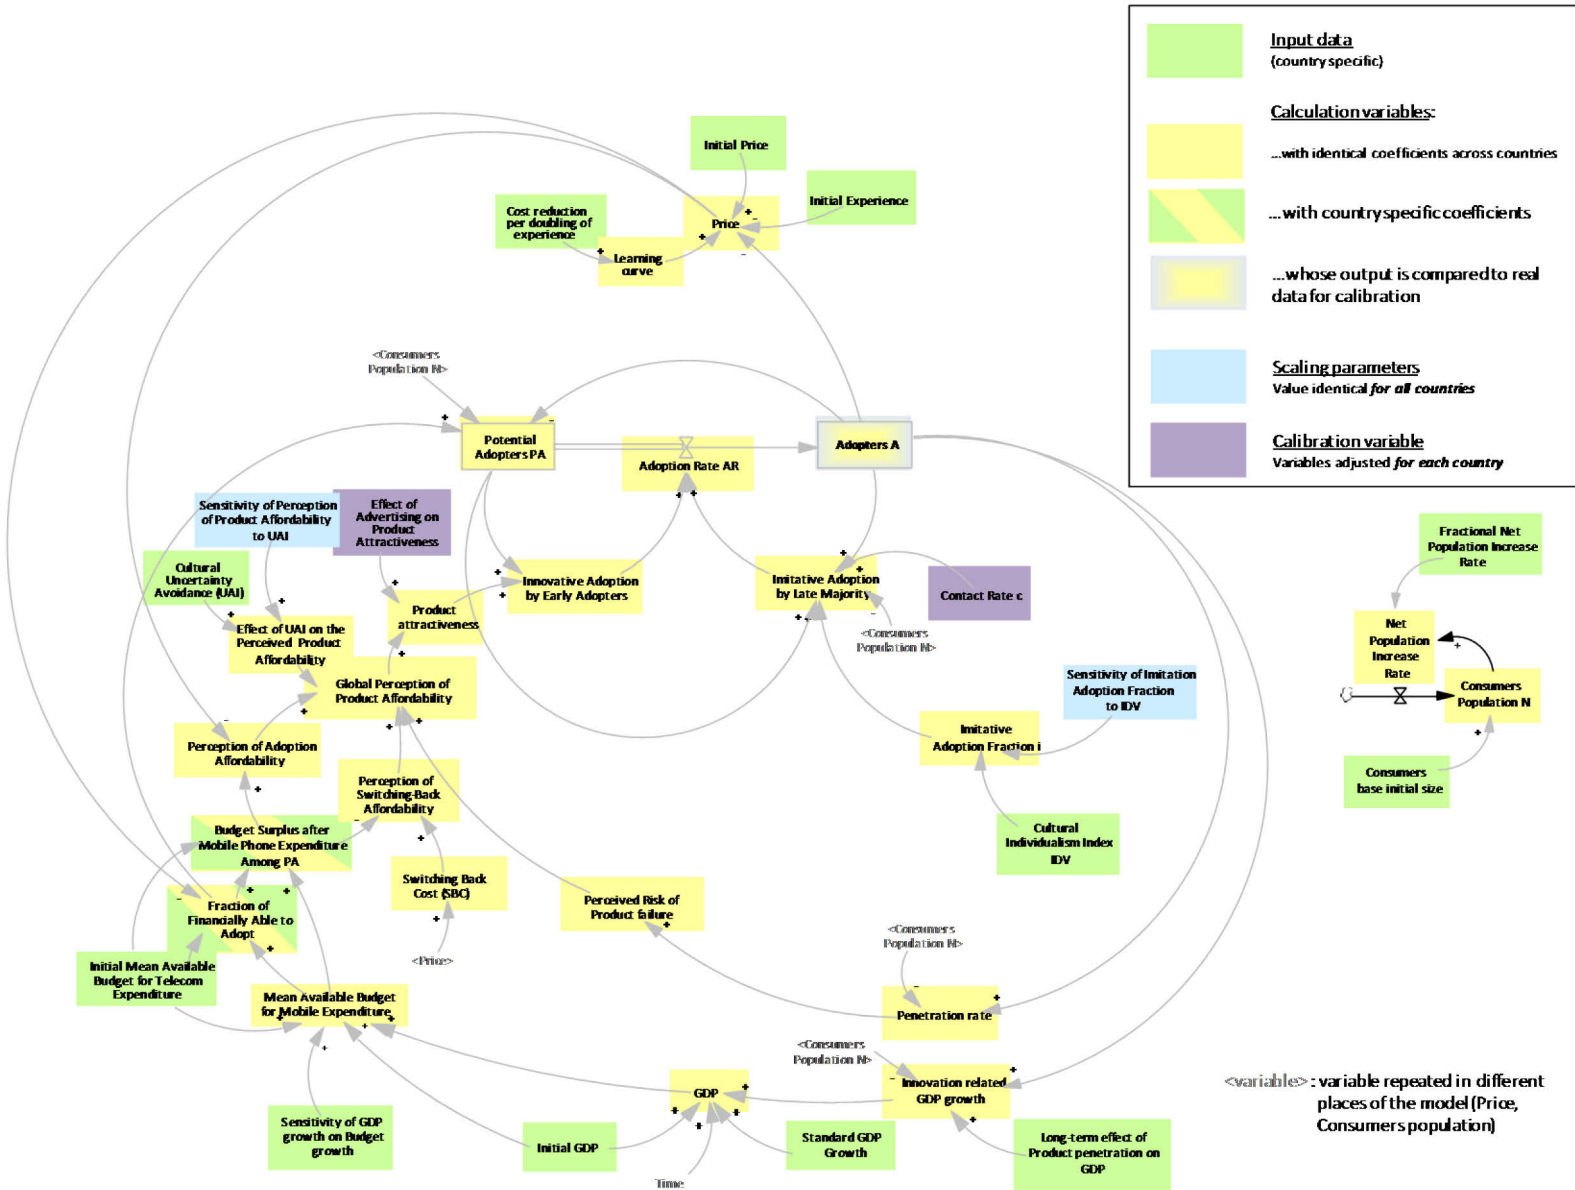 Input data
(country specific)
Calculation variables:
...with identical coefficients across countries
...with country specific coefficients
...whose output is compared to real
data for calibration
Scaling parameters
Value identical for all countries
Calibration variable
Variables adjusted for each country
Initial Price
Cost reduction
per doubling of
experience
Price
Initial Experience
Learning
curve
<Consumers
Population N>
Potential
Adopters PA
Adoption Rate AR
Adopters A
Sensitivity of Perception
of Product Affordability
to UAI
Effect of
Advertising on
Product
Attractiveness
Cultural
Uncertainty
Avoidance (UAI)
Innovative Adoption
by Early Adopters
Imitative Adoption
by Late Majority
Contact Rate c
Product
attractiveness
<Consumers
Population N>
Effect of UAI on the
Perceived Product
Affordability
Global Perception of
Product Affordability
Sensitivity of Imitation
Adoption Fraction
to IDV
Imitative
Adoption Fraction i
Perception of Adoption
Affordability
Perception of
Switching-Back
Affordability
Cultural
Individualism Index
IDV
Budget Surplus after
Mobile Phone Expenditure
Among PA
Switching Back
Cost (SBC)
Perceived Risk of
Product failure
Fraction of
Financially Able to
Adopt
<Price>
<Consumers
Population N>
Initial Mean Available
Budget for Telecom
Expenditure
Mean Available Budget
for Mobile Expenditure
Penetration rate
<Consumers
Population N>
GDP
Innovation related
GDP growth
Sensitivity of GDP
growth on Budget
growth
Initial GDP
Time
Standard GDP
Growth
Long-term effect of
Product penetration on
GDP
Fractional Net
Population Increase
Rate
Net
Population
Increase
Rate
Consumers
Population N
Consumers
base initial size
<variable> : variable repeated in different
places of the model (Price,
Consumers population)